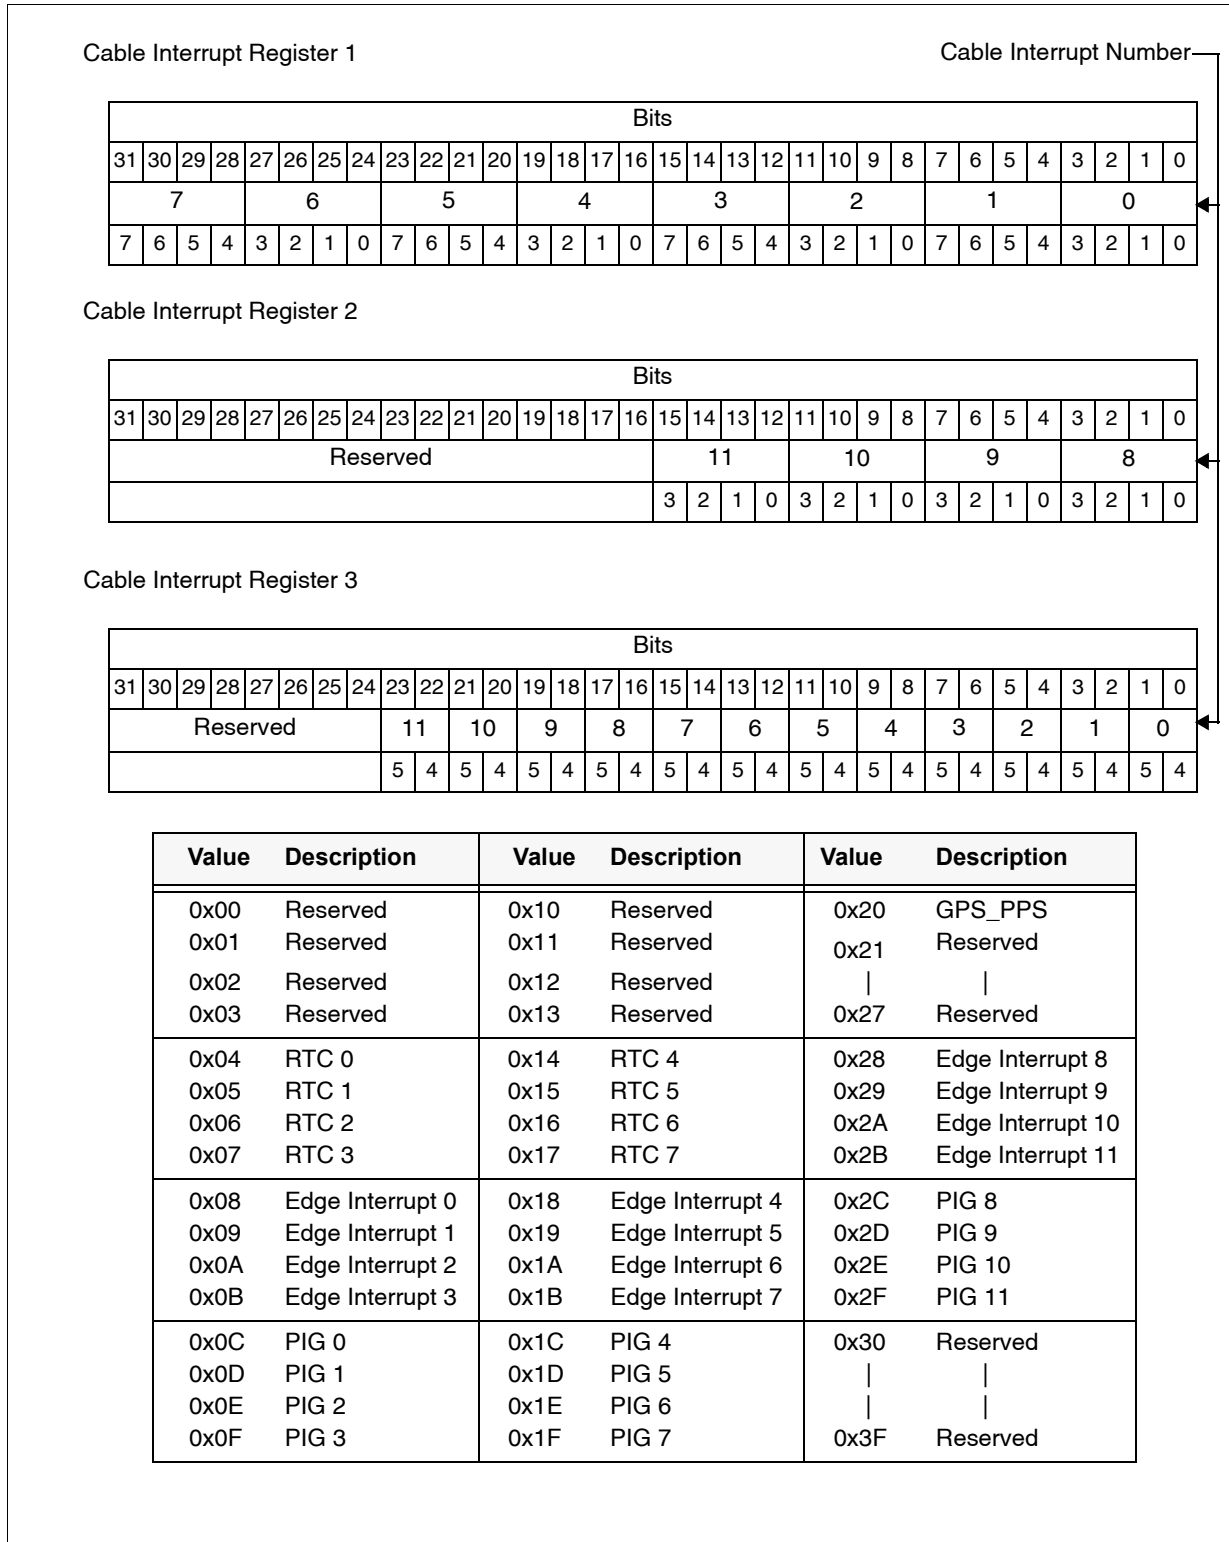 Cable Interrupt Register 1 Cable Interrupt Number
Bits
31 30 29 28 27 26 25 24 23 22 21 20 19 18 17 16 15 14 13 12 11 10 9 8 7 6 5 4 3 2 1 0
7 6 5 4 3 2 1 0
7 6 5 4 3 2 1 0 7 6 5 4 3 2 1 0 7 6 5 4 3 2 1 0 7 6 5 4 3 2 1 0
Cable Interrupt Register 2
Bits
31 30 29 28 27 26 25 24 23 22 21 20 19 18 17 16 15 14 13 12 11 10 9 8 7 6 5 4 3 2 1 0
Reserved 11 10 9 8
3 2 1 0 3 2 1 0 3 2 1 0 3 2 1 0
Cable Interrupt Register 3
Bits
31 30 29 28 27 26 25 24 23 22 21 20 19 18 17 16 15 14 13 12 11 10 9 8 7 6 5 4 3 2 1 0
Reserved 11 10 9 8 7 6 5 4 3 2 1 0
5 4 5 4 5 4 5 4 5 4 5 4 5 4 5 4 5 4 5 4 5 4 5 4
Value Description Value Description Value Description
0x00 Reserved 0x10 Reserved 0x20 GPS_PPS
0x01 Reserved 0x11 Reserved 0x21 Reserved
0x02 Reserved 0x12 Reserved | |
0x03 Reserved 0x13 Reserved 0x27 Reserved
0x04 RTC 0 0x14 RTC 4 0x28 Edge Interrupt 8
0x05 RTC 1 0x15 RTC 5 0x29 Edge Interrupt 9
0x06 RTC 2 0x16 RTC 6 0x2A Edge Interrupt 10
0x07 RTC 3 0x17 RTC 7 0x2B Edge Interrupt 11
0x08 Edge Interrupt 0 0x18 Edge Interrupt 4 0x2C PIG 8
0x09 Edge Interrupt 1 0x19 Edge Interrupt 5 0x2D PIG 9
0x0A Edge Interrupt 2 0x1A Edge Interrupt 6 0x2E PIG 10
0x0B Edge Interrupt 3 0x1B Edge Interrupt 7 0x2F PIG 11
0x0C PIG 0 0x1C PIG 4 0x30 Reserved
0x0D PIG 1 0x1D PIG 5 | |
0x0E PIG 2 0x1E PIG 6 | |
0x0F PIG 3 0x1F PIG 7 0x3F Reserved